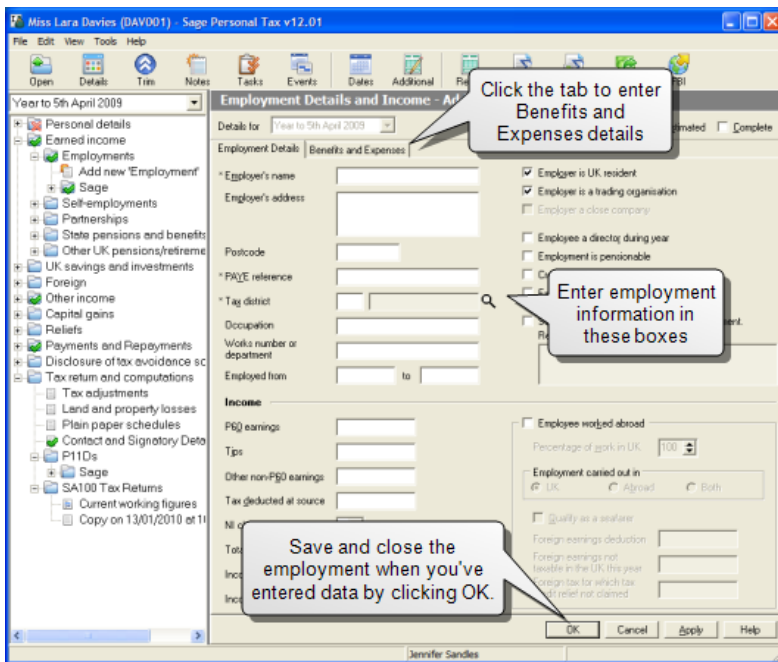 Miss Lara Davies (DAV001) - Sage Personal Tax v12.01
File Edit View Tools Help
Open Details Trim Notes Tasks Events Dates Additional
Year to 5th April 2009
Personal details
Earned income
Employments
Add new 'Employment'
Sage
Self-employments
Partnerships
State pensions and benefits
Other UK pensions/retireme
UK savings and investments
Foreign
Other income
Capital gains
Reliefs
Payments and Repayments
Disclosure of tax avoidance sc
Tax return and computations
Tax adjustments
Land and property losses
Plain paper schedules
Contact and Signatory Deta
P11Ds
Sage
SA100 Tax Returns
Current working figures
Copy on 13/01/2010 at 1
Employment Details and Income - Ad
Details for Year to 5th April 2009
Complete
Click the tab to enter
Benefits and
Expenses details
Employment Details Benefits and Expenses
* Employer's name
Employer's address
Postcode
* PAYE reference
* Tax district
Occupation
Works number or
department
Employed from to
Employer is UK resident
Employer is a trading organisation
Employer a close company
Employee a director during year
Employment is pensionable
Enter employment
information in
these boxes
Income
P60 earnings
Tips
Other non-P60 earnings
Tax deducted at source
Employee worked abroad
Percentage of work in UK 100
Employment carried out in
UK Abroad Both
Qualify as a seafarer
Foreign earnings deduction
Foreign earnings not
taxable in the UK this year
Foreign tax for which tax
relief not claimed
Save and close the
employment when you've
entered data by clicking OK.
OK Cancel Apply Help
Jennifer Sandles